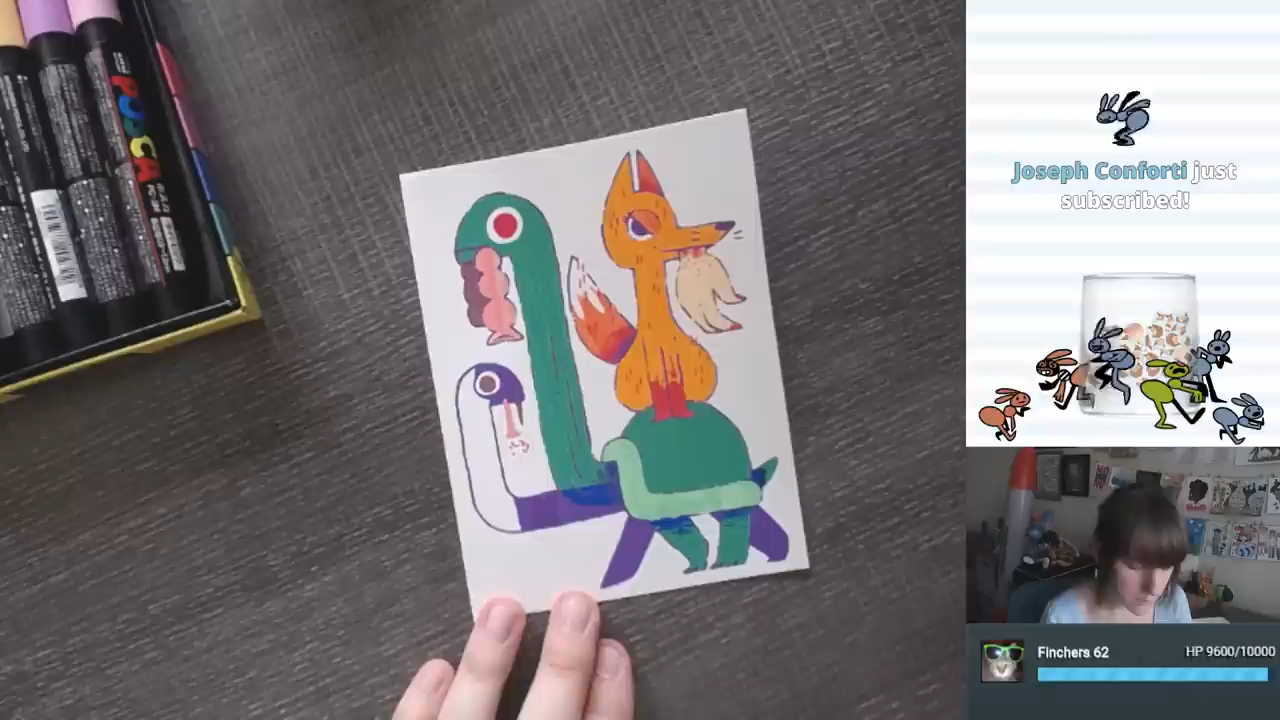 POSCA
Joseph Conforti just
subscribed!
Finchers 62
HP 9600/10000